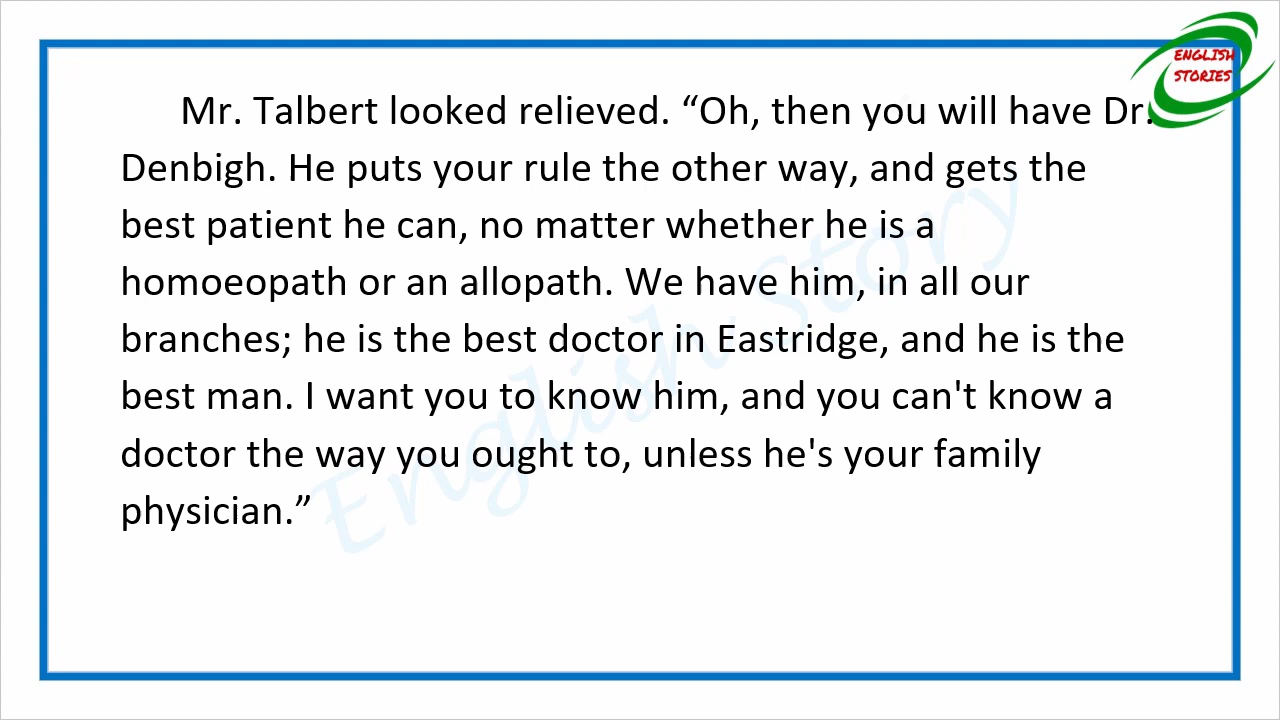 ENGLISH
STORIES
Mr. Talbert looked relieved. “Oh, then you will have Dr.
Denbigh. He puts your rule the other way, and gets the
best patient he can, no matter whether he is a
homoeopath or an allopath. We have him, in all our
branches; he is the best doctor in Eastridge, and he is the
best man. I want you to know him, and you can't know a
doctor the way you ought to, unless he's your family
physician.”
English Story